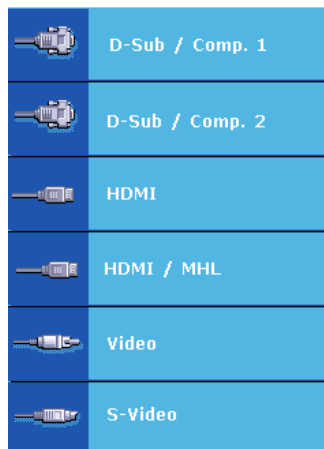 D-Sub / Comp. 1
D-Sub / Comp. 2
HDMI
HDMI / MHL
Video
S-Video